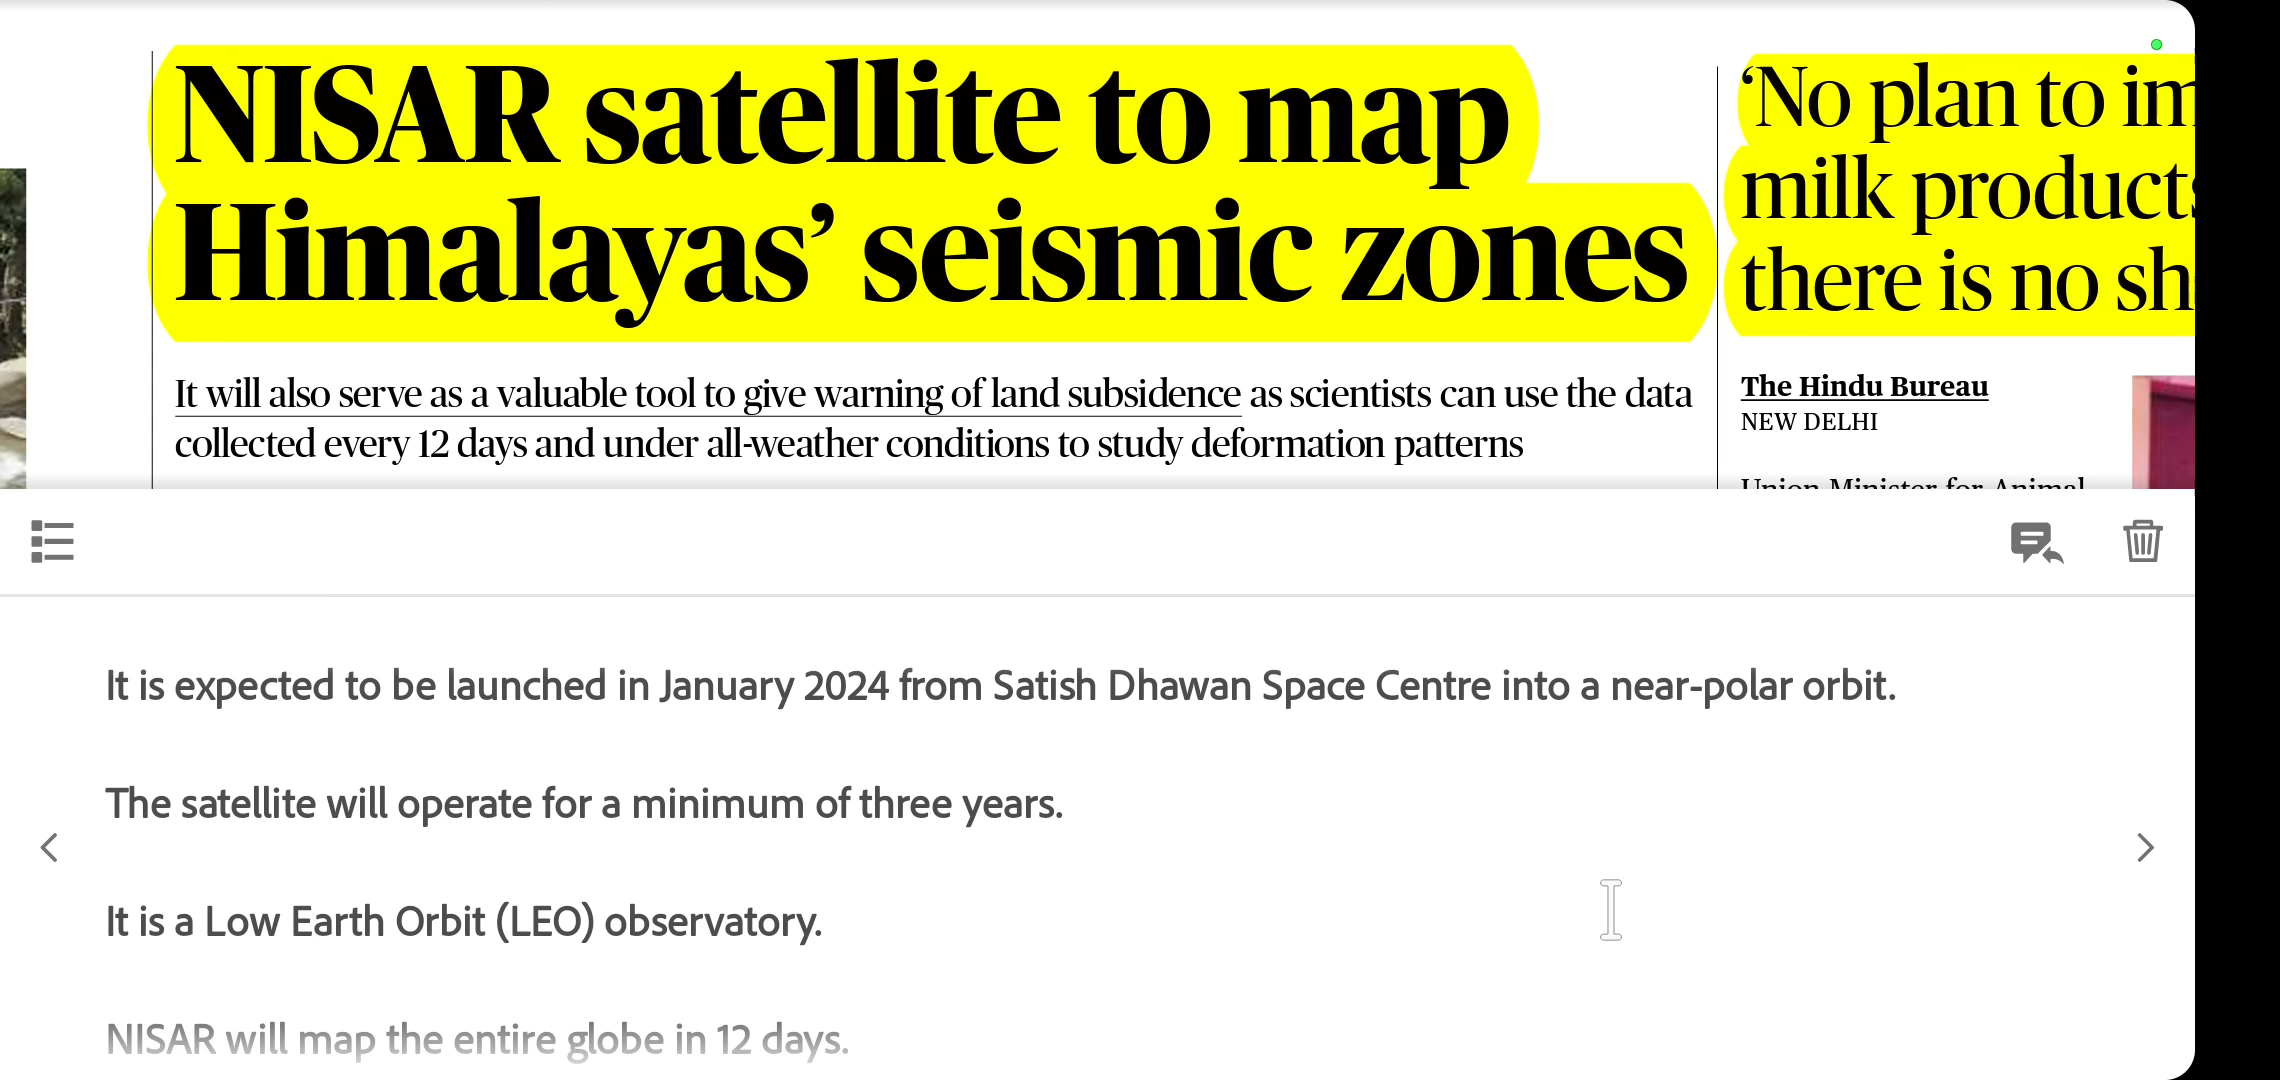 NISAR satellite to map
Himalayas’ seismic zones
It will also serve as a valuable tool to give warning of land subsidence as scientists can use the data
collected every 12 days and under all-weather conditions to study deformation patterns
‘No plan to im
milk products
there is no sh
The Hindu Bureau
NEW DELHI
Union Minister for Animal
It is expected to be launched in January 2024 from Satish Dhawan Space Centre into a near-polar orbit.
The satellite will operate for a minimum of three years.
It is a Low Earth Orbit (LEO) observatory.
NISAR will map the entire globe in 12 days.